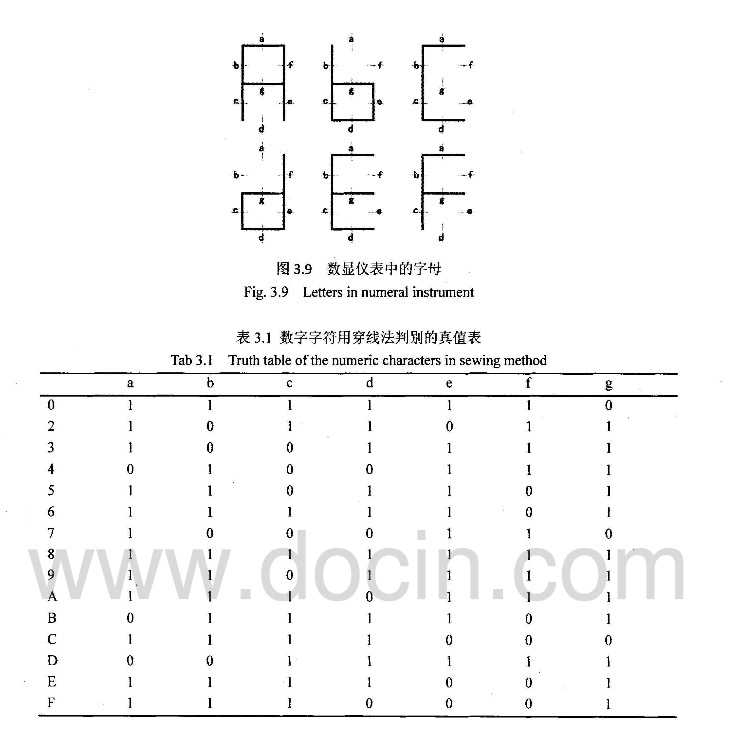 a a a
b f b f b f
g g g
c e c e c e
d d d
a a a
b f b f b f
g g g
c e c e c e
d d d
图 3.9 数显仪表中的字母
Fig. 3.9 Letters in numeral instrument
表 3.1 数字字符用穿线法判别的真值表
Tab 3.1 Truth table of the numeric characters in sewing method
a b c d e f g
0 1 1 1 1 1 1 0
2 1 0 1 1 0 1 1
3 1 0 0 1 1 1 1
4 0 1 0 0 1 1 1
5 1 1 0 1 1 0 1
6 1 1 1 1 1 0 1
7 1 0 0 0 1 1 0
8 1 1 1 1 1 1 1
www.docin.com
9 1 1 0 1 1 1 1
A 1 1 1 0 1 1 1
B 0 1 1 1 1 0 1
C 1 1 1 1 0 0 0
D 0 0 1 1 1 1 1
E 1 1 1 1 0 0 1
F 1 1 1 0 0 0 1